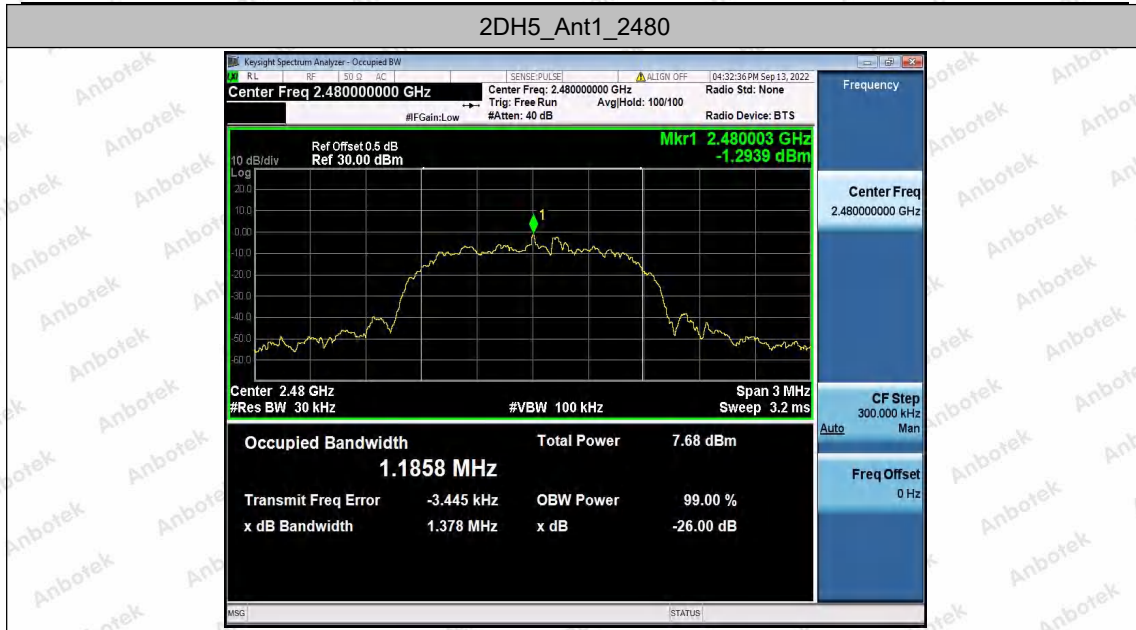 2DH5_Ant1_2480
Keysight Spectrum Analyzer - Occupied BW
RL RF 50 Ω AC SENSE:PULSE ALIGN OFF 04:32:36 PM Sep 13, 2022
Center Freq 2.480000000 GHz
Center Freq: 2.480000000 GHz Radio Std: None
Trig: Free Run Avg|Hold: 100/100
#IFGain:Low #Atten: 40 dB Radio Device: BTS
Ref Offset 0.5 dB Mkr1 2.480003 GHz
10 dB/div Ref 30.00 dBm -1.2939 dBm
Log
20.0
10.0
1
0.00
-10.0
-20.0
-30.0
-40.0
-50.0
-60.0
Center 2.48 GHz Span 3 MHz
#Res BW 30 kHz #VBW 100 kHz Sweep 3.2 ms
Occupied Bandwidth Total Power 7.68 dBm
1.1858 MHz
Transmit Freq Error -3.445 kHz OBW Power 99.00 %
x dB Bandwidth 1.378 MHz x dB -26.00 dB
MSG STATUS
Frequency
Center Freq
2.480000000 GHz
CF Step
300.000 kHz
Auto Man
Freq Offset
0 Hz
Anbotek